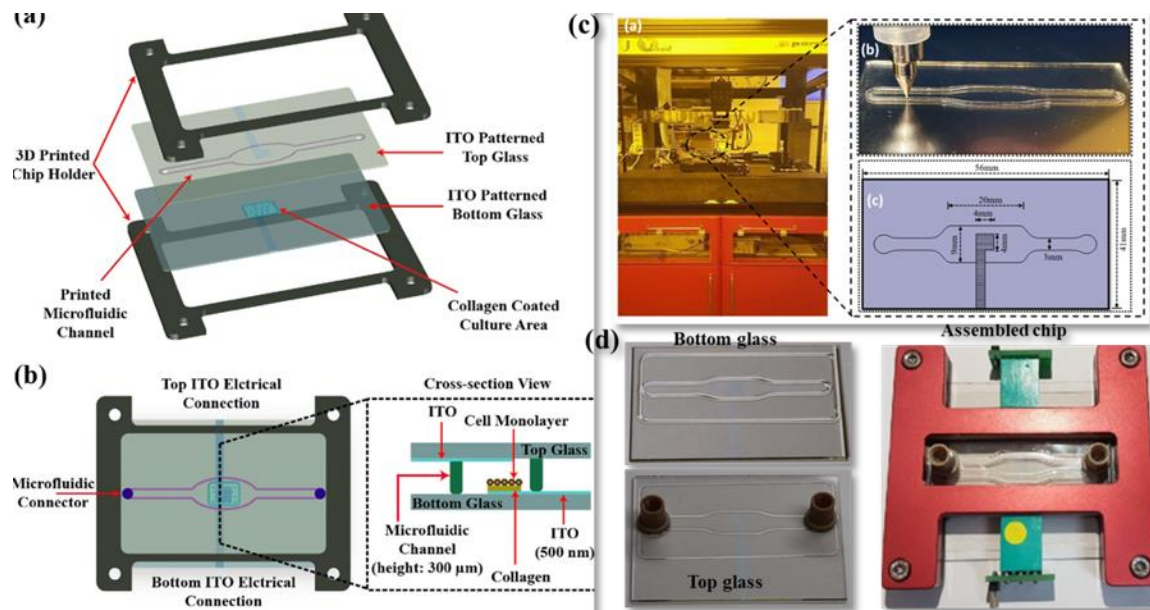 (a)
3D Printed
Chip Holder
ITO Patterned
Top Glass
ITO Patterned
Bottom Glass
Printed
Microfluidic
Channel
Collagen Coated
Culture Area
(b)
Top ITO Elctrical
Connection
Microfluidic
Connector
Bottom ITO Elctrical
Connection
Cross-section View
ITO
Cell Monolayer
Top Glass
Bottom Glass
Microfluidic
Channel
(height: 300 µm)
Collagen
ITO
(500 nm)
(c)
(a)
(b)
56mm
(c)
20mm
4mm
9mm
4mm
3mm
41mm
(d)
Bottom glass
Top glass
Assembled chip